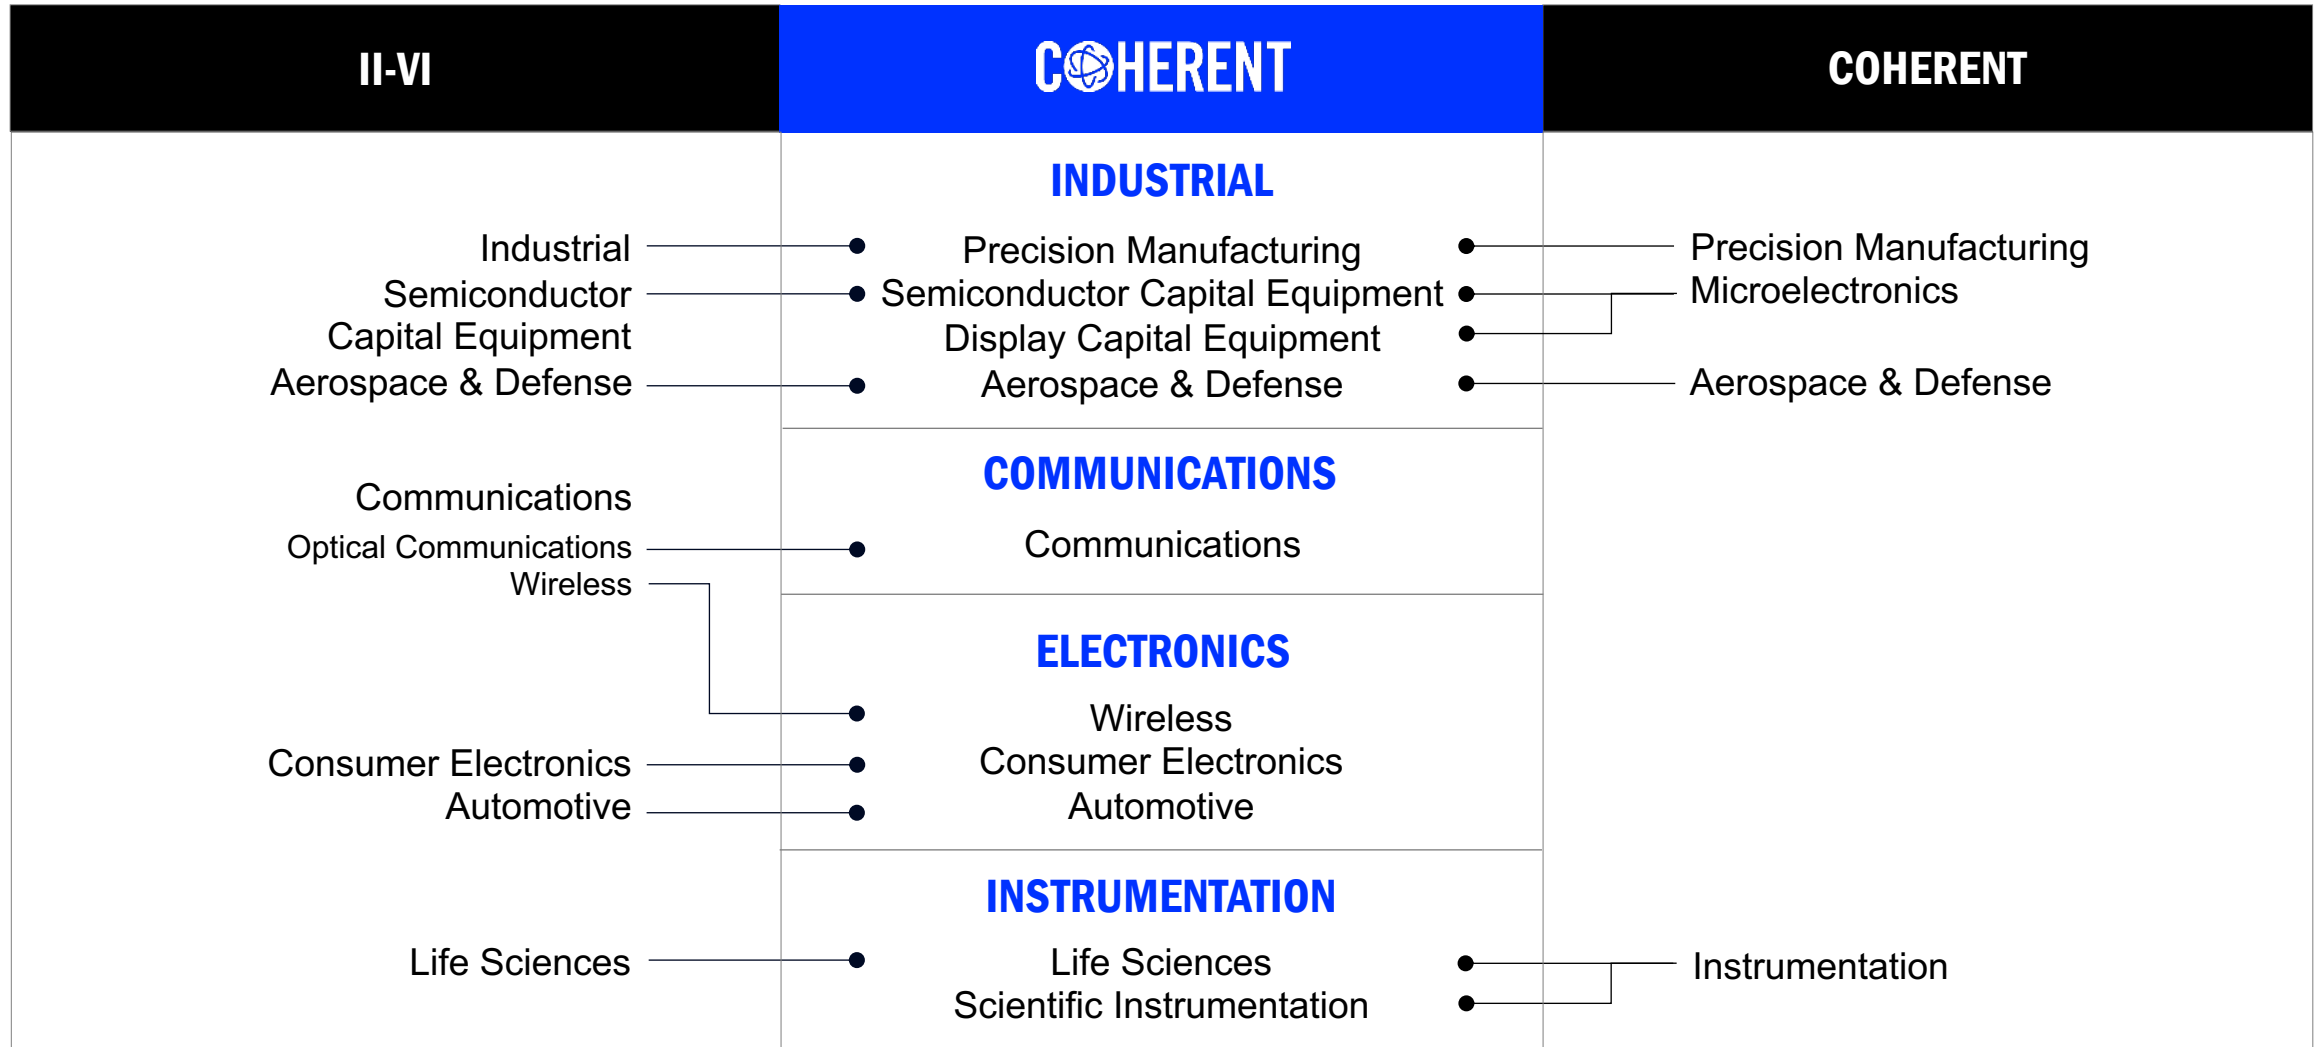 II-VI
COHERENT
COHERENT
INDUSTRIAL
Industrial
Precision Manufacturing
Precision Manufacturing
Semiconductor
Capital Equipment
Semiconductor Capital Equipment
Microelectronics
Display Capital Equipment
Aerospace & Defense
Aerospace & Defense
Aerospace & Defense
COMMUNICATIONS
Communications
Optical Communications
Communications
Wireless
ELECTRONICS
Wireless
Consumer Electronics
Consumer Electronics
Automotive
Automotive
INSTRUMENTATION
Life Sciences
Life Sciences
Instrumentation
Scientific Instrumentation